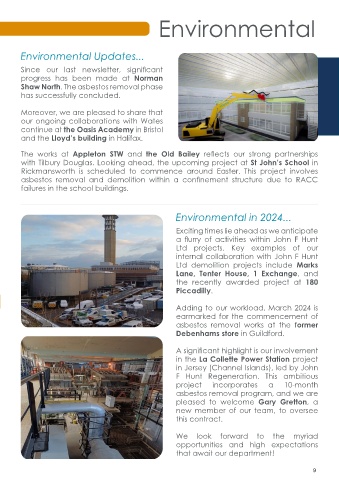 Environmental
Environmental Updates...
Since our last newsletter, significant
progress has been made at Norman
Shaw North. The asbestos removal phase
has successfully concluded.
Moreover, we are pleased to share that
our ongoing collaborations with Wates
continue at the Oasis Academy in Bristol
and the Lloyd's building in Halifax.
The works at Appleton STW and the Old Bailey reflects our strong partnerships
with Tilbury Douglas. Looking ahead, the upcoming project at St John's School in
Rickmansworth is scheduled to commence around Easter. This project involves
asbestos removal and demolition within a confinement structure due to RACC
failures in the school buildings.
Environmental in 2024...
Exciting times lie ahead as we anticipate
a flurry of activities within John F Hunt
Ltd projects. Key examples of our
internal collaboration with John F Hunt
Ltd demolition projects include Marks
Lane, Tenter House, 1 Exchange, and
the recently awarded project at 180
Piccadilly.
Adding to our workload, March 2024 is
earmarked for the commencement of
asbestos removal works at the former
Debenhams store in Guildford.
A significant highlight is our involvement
in the La Collette Power Station project
in Jersey (Channel Islands), led by John
F Hunt Regeneration. This ambitious
project incorporates a 10-month
asbestos removal program, and we are
pleased to welcome Gary Gretton, a
new member of our team, to oversee
this contract.
We look forward to the myriad
opportunities and high expectations
that await our department!
9